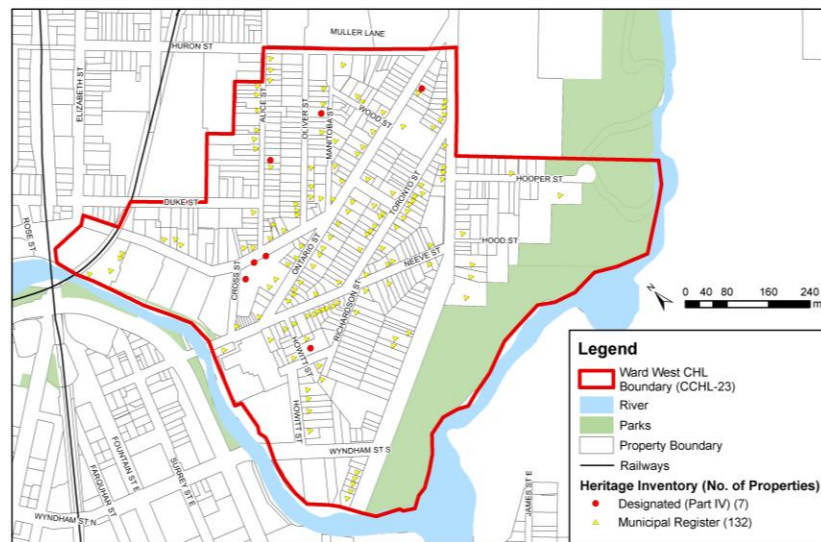 MULLER LANE
HURON ST
ELIZABETH ST
ALICE ST
OLIVER ST
MANITOBA ST
WOOD ST
TORONTO ST
HOOPER ST
DUKE ST
ROSE ST
HOOD ST
CROSS ST
ONTARIO ST
NEEVE ST
RICHARDSON ST
HOWITT ST
HOWITT ST
WYNDHAM ST S
FOUNTAIN ST E
FARQUHAR ST
SURREY ST E
WYNDHAM ST N
JAMES ST E
N
0 40 80 160 240
m
Legend
Ward West CHL
Boundary (CCHL-23)
River
Parks
Property Boundary
Railways
Heritage Inventory (No. of Properties)
Designated (Part IV) (7)
Municipal Register (132)